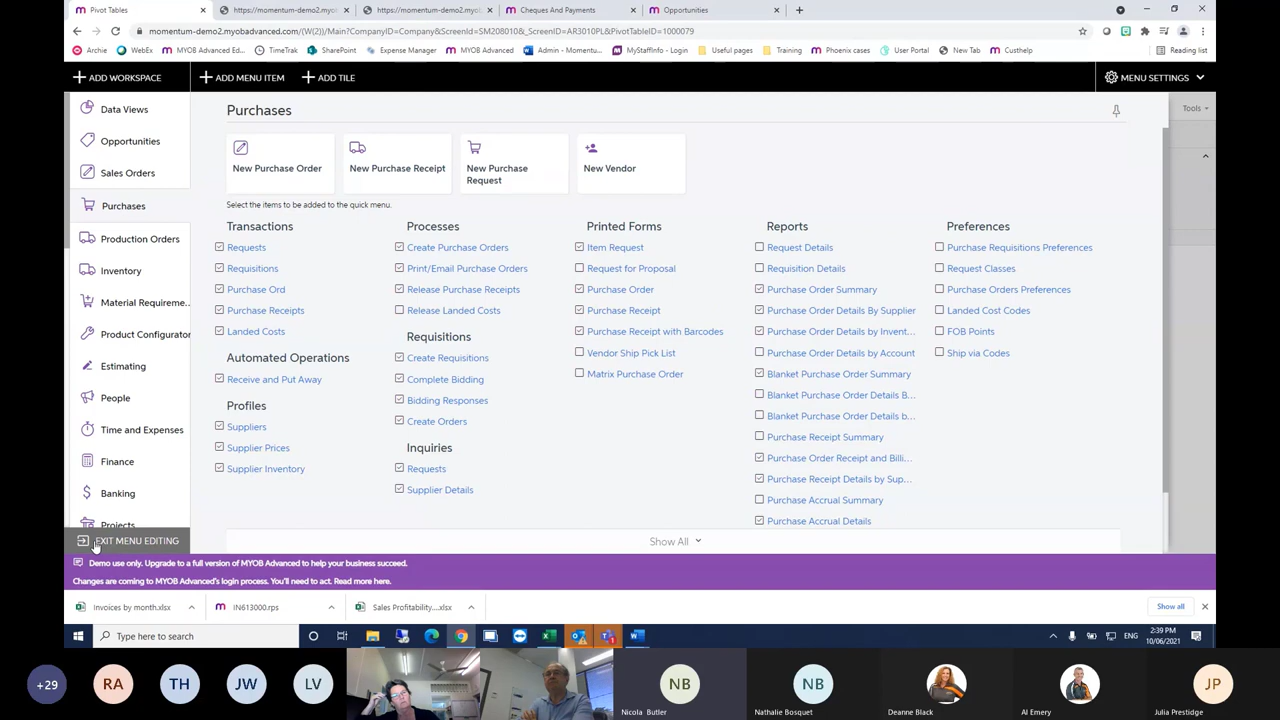 Pivot Tables
https://momentum-demo2.myobadvanced.
https://momentum-demo2.myobadvanced.
Cheques And Payments
Opportunities
momentum-demo2.myobadvanced.com/(W(2))/Main?CompanyID=Company&ScreenId=SM208010&_ScreenID=AR3010PL&PivotTableID=1000079
Archie
WebEx
MYOB Advanced Ed...
TimeTrak
SharePoint
Expense Manager
MYOB Advanced
Admin - Momentu...
MyStaffInfo - Login
Useful pages
Training
Phoenix cases
User Portal
New Tab
Custhelp
Reading list
ADD WORKSPACE
ADD MENU ITEM
ADD TILE
MENU SETTINGS
Data Views
Opportunities
Sales Orders
Purchases
Production Orders
Inventory
Material Requireme...
Product Configurator
Estimating
People
Time and Expenses
Finance
Banking
Projects
EXIT MENU EDITING
Tools
Purchases
New Purchase Order
New Purchase Receipt
New Purchase
Request
New Vendor
Select the items to be added to the quick menu.
Transactions
Requests
Requisitions
Purchase Ord
Purchase Receipts
Landed Costs
Automated Operations
Receive and Put Away
Profiles
Suppliers
Supplier Prices
Supplier Inventory
Processes
Create Purchase Orders
Print/Email Purchase Orders
Release Purchase Receipts
Release Landed Costs
Requisitions
Create Requisitions
Complete Bidding
Bidding Responses
Create Orders
Inquiries
Requests
Supplier Details
Printed Forms
Item Request
Request for Proposal
Purchase Order
Purchase Receipt
Purchase Receipt with Barcodes
Vendor Ship Pick List
Matrix Purchase Order
Reports
Request Details
Requisition Details
Purchase Order Summary
Purchase Order Details By Supplier
Purchase Order Details by Invent...
Purchase Order Details by Account
Blanket Purchase Order Summary
Blanket Purchase Order Details B...
Blanket Purchase Order Details b...
Purchase Receipt Summary
Purchase Order Receipt and Billi...
Purchase Receipt Details by Sup...
Purchase Accrual Summary
Purchase Accrual Details
Preferences
Purchase Requisitions Preferences
Request Classes
Purchase Orders Preferences
Landed Cost Codes
FOB Points
Ship via Codes
Show All
Demo use only. Upgrade to a full version of MYOB Advanced to help your business succeed.
Changes are coming to MYOB Advanced's login process. You'll need to act. Read more here.
Invoices by month.xlsx
IN613000.rps
Sales Profitability....xlsx
Show all
Type here to search
ENG
2:39 PM
10/06/2021
+29
RA
TH
JW
LV
NB
Nicola Butler
NB
Nathalie Bosquet
Deanne Black
Al Emery
JP
Julia Prestidge